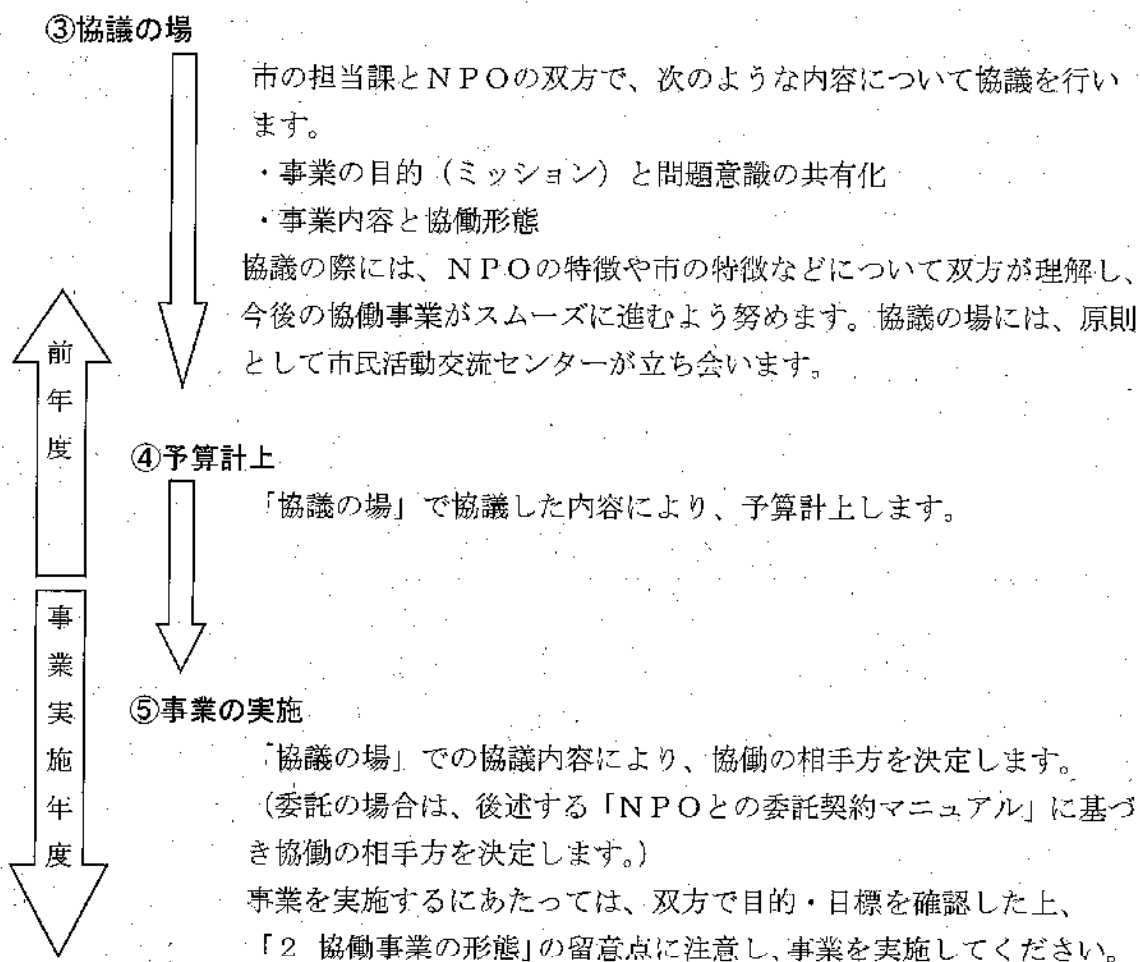 ③協議の場
市の担当課とNPOの双方で、次のような内容について協議を行い
ます。
・事業の目的(ミッション)と問題意識の共有化
・事業内容と協働形態
協議の際には、NPOの特徴や市の特徴などについて双方が理解し、
今後の協働事業がスムーズに進むよう努めます。協議の場には、原則
として市民活動交流センターが立ち会います。
前年度
④予算計上
「協議の場」で協議した内容により、予算計上します。
事業実施年度
⑤事業の実施
「協議の場」での協議内容により、協働の相手方を決定します。
(委託の場合は、後述する「NPOとの委託契約マニュアル」に基づ
き協働の相手方を決定します。)
事業を実施するにあたっては、双方で目的・目標を確認した上、
「2 協働事業の形態」の留意点に注意し、事業を実施してください。